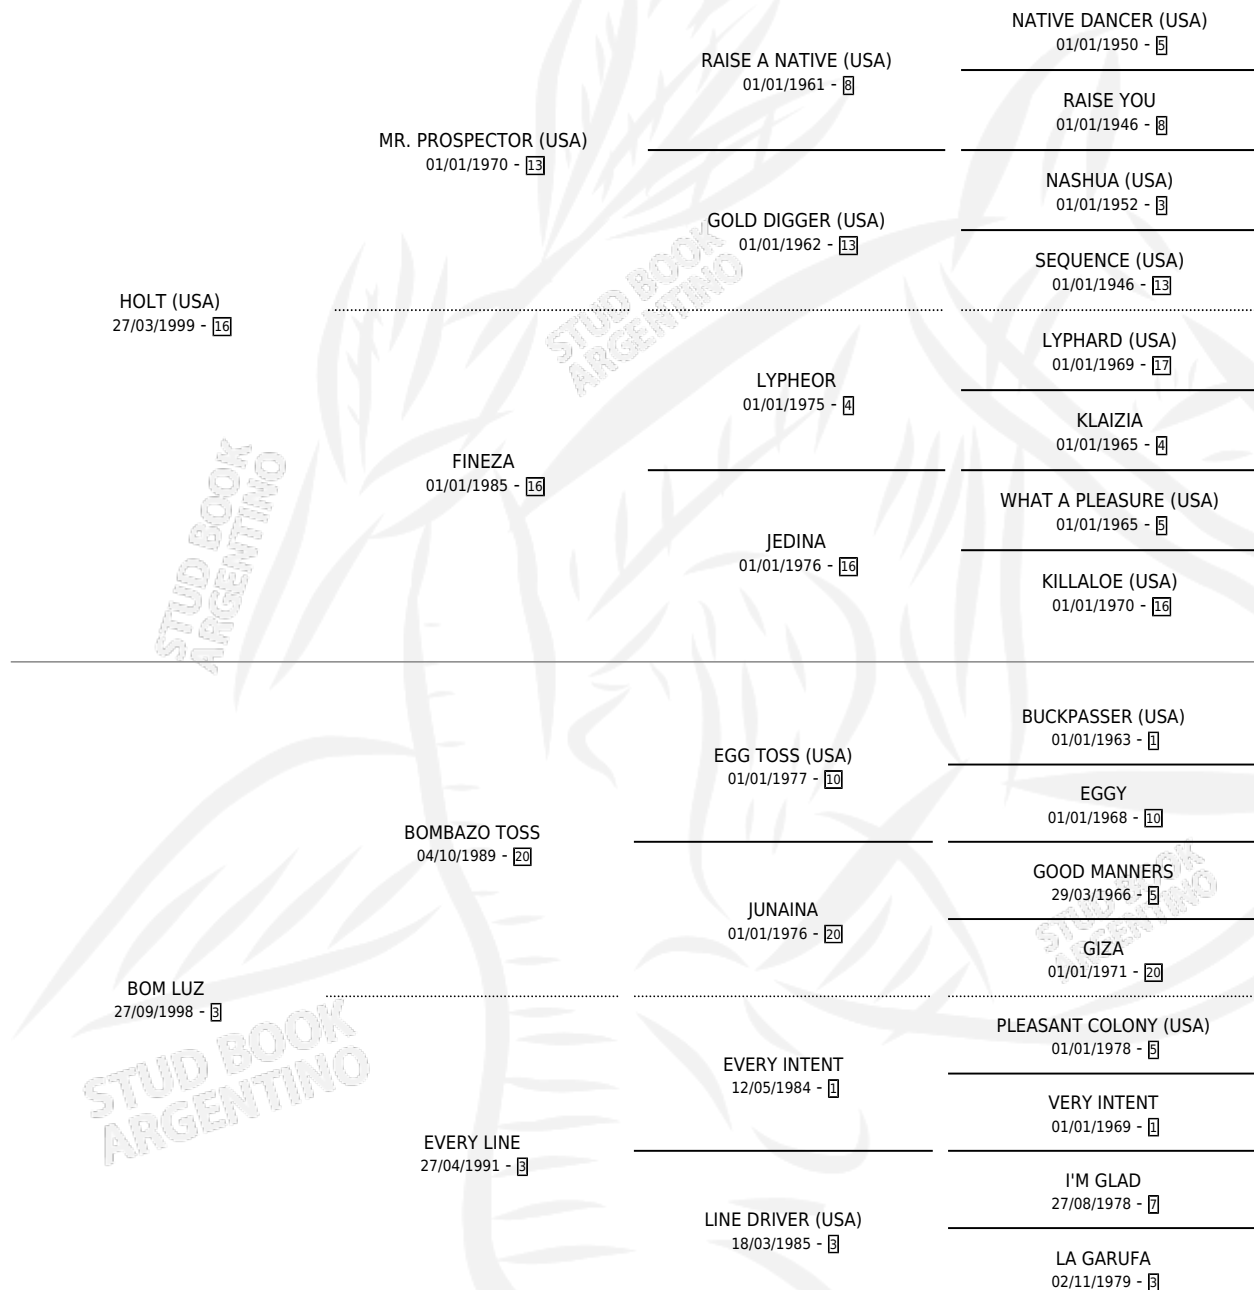 NATIVE DANCER (USA)
01/01/1950 - 5
RAISE A NATIVE (USA)
01/01/1961 - 8
RAISE YOU
01/01/1946 - 8
MR. PROSPECTOR (USA)
01/01/1970 - 13
NASHUA (USA)
01/01/1952 - 3
GOLD DIGGER (USA)
01/01/1962 - 13
SEQUENCE (USA)
01/01/1946 - 13
HOLT (USA)
27/03/1999 - 16
LYPHARD (USA)
01/01/1969 - 17
LYPHEOR
01/01/1975 - 4
KLAIZIA
01/01/1965 - 4
FINEZA
01/01/1985 - 16
WHAT A PLEASURE (USA)
01/01/1965 - 5
JEDINA
01/01/1976 - 16
KILLALOE (USA)
01/01/1970 - 16
BUCKPASSER (USA)
01/01/1963 - 1
EGG TOSS (USA)
01/01/1977 - 10
EGGY
01/01/1968 - 10
BOMBAZO TOSS
04/10/1989 - 20
GOOD MANNERS
29/03/1966 - 5
JUNAINA
01/01/1976 - 20
GIZA
01/01/1971 - 20
BOM LUZ
27/09/1998 - 3
PLEASANT COLONY (USA)
01/01/1978 - 5
EVERY INTENT
12/05/1984 - 1
VERY INTENT
01/01/1969 - 1
EVERY LINE
27/04/1991 - 3
I'M GLAD
27/08/1978 - 7
LINE DRIVER (USA)
18/03/1985 - 3
LA GARUFA
02/11/1979 - 3
STUD BOOK
ARGENTINO
STUD BOOK
ARGENTINO
STUD BOOK
ARGENTINO
STUD BOOK
ARGENTINO